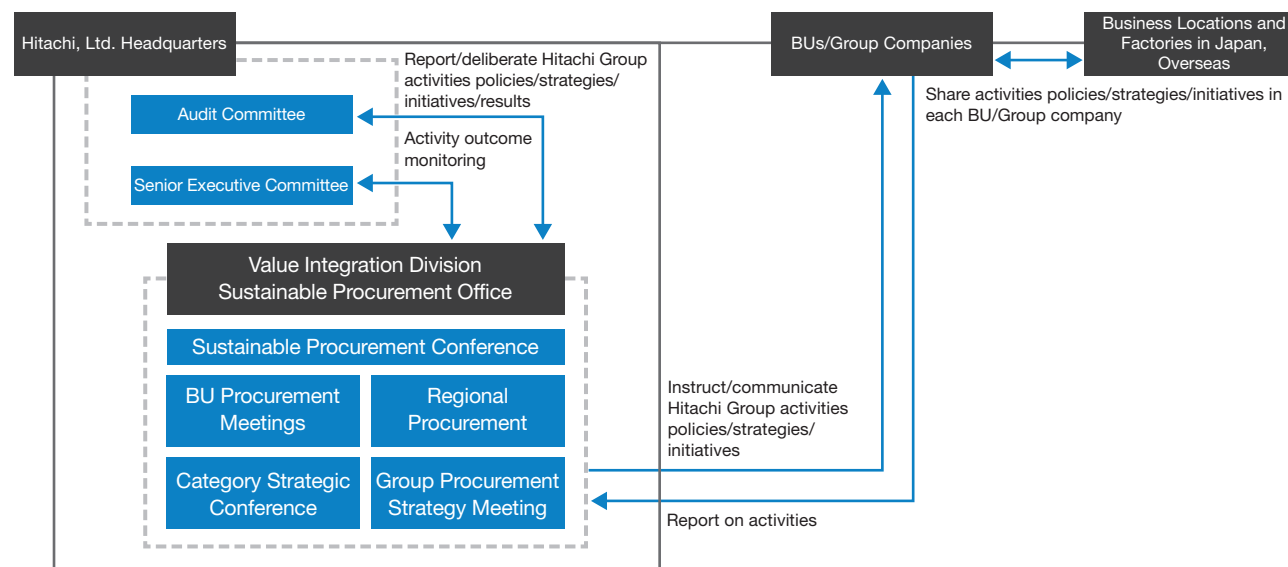 Hitachi, Ltd. Headquarters
Report/deliberate Hitachi Group
activities policies/strategies/
initiatives/results
Audit Committee
Activity outcome
monitoring
Senior Executive Committee
Value Integration Division
Sustainable Procurement Office
Sustainable Procurement Conference
BU Procurement
Meetings
Regional
Procurement
Category Strategic
Conference
Group Procurement
Strategy Meeting
BUs/Group Companies
Business Locations and
Factories in Japan,
Overseas
Share activities policies/strategies/initiatives in
each BU/Group company
Instruct/communicate
Hitachi Group activities
policies/strategies/
initiatives
Report on activities